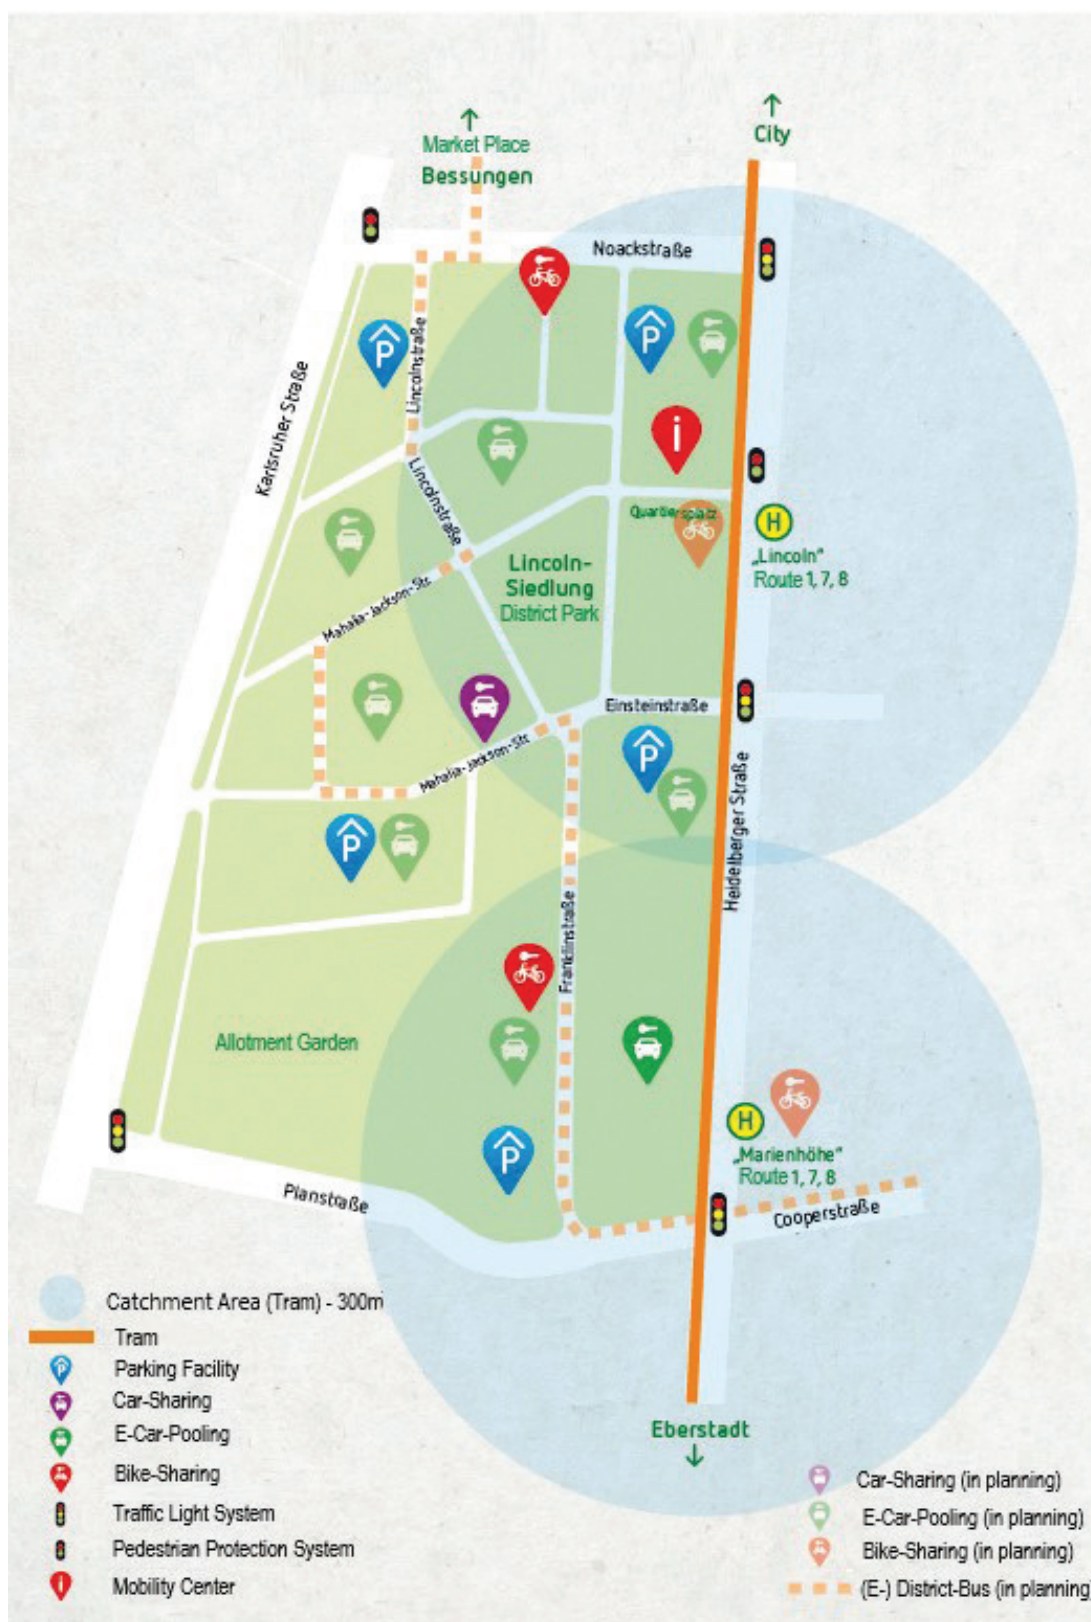 City
Market Place
Bessungen
Noackstraße
Lincolnstraße
P
P
Karlsruher Straße
i
Lincolnstraße
Quartiersplatz
H
„Lincoln“
Route 1, 7, 8
Lincoln-
Siedlung
District Park
Mahalia-Jackson-Str.
Einsteinstraße
Mahalia-Jackson-Str.
P
Heidelberger Straße
P
Franklinstraße
Allotment Garden
H
„Marienhöhe“
Route 1, 7, 8
P
Planstraße
Cooperstraße
Eberstadt
Catchment Area (Tram) - 300m
Tram
P Parking Facility
Car-Sharing
E-Car-Pooling
Bike-Sharing
Traffic Light System
Pedestrian Protection System
i Mobility Center
Car-Sharing (in planning)
E-Car-Pooling (in planning)
Bike-Sharing (in planning)
(E-) District-Bus (in planning)